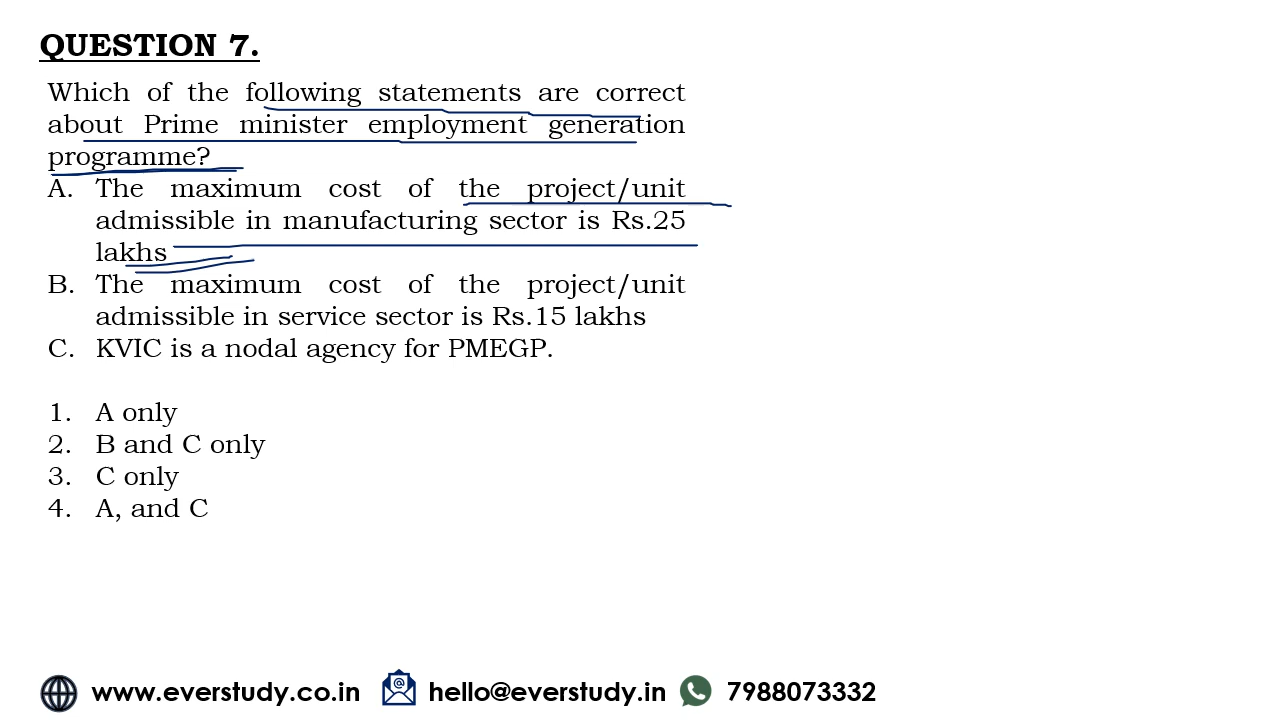 QUESTION 7.
Which of the following statements are correct
about Prime minister employment generation
programme?
A. The maximum cost of the project/unit
admissible in manufacturing sector is Rs.25
lakhs
B. The maximum cost of the project/unit
admissible in service sector is Rs.15 lakhs
C. KVIC is a nodal agency for PMEGP.
1. A only
2. B and C only
3. C only
4. A, and C
www.everstudy.co.in hello@everstudy.in 7988073332